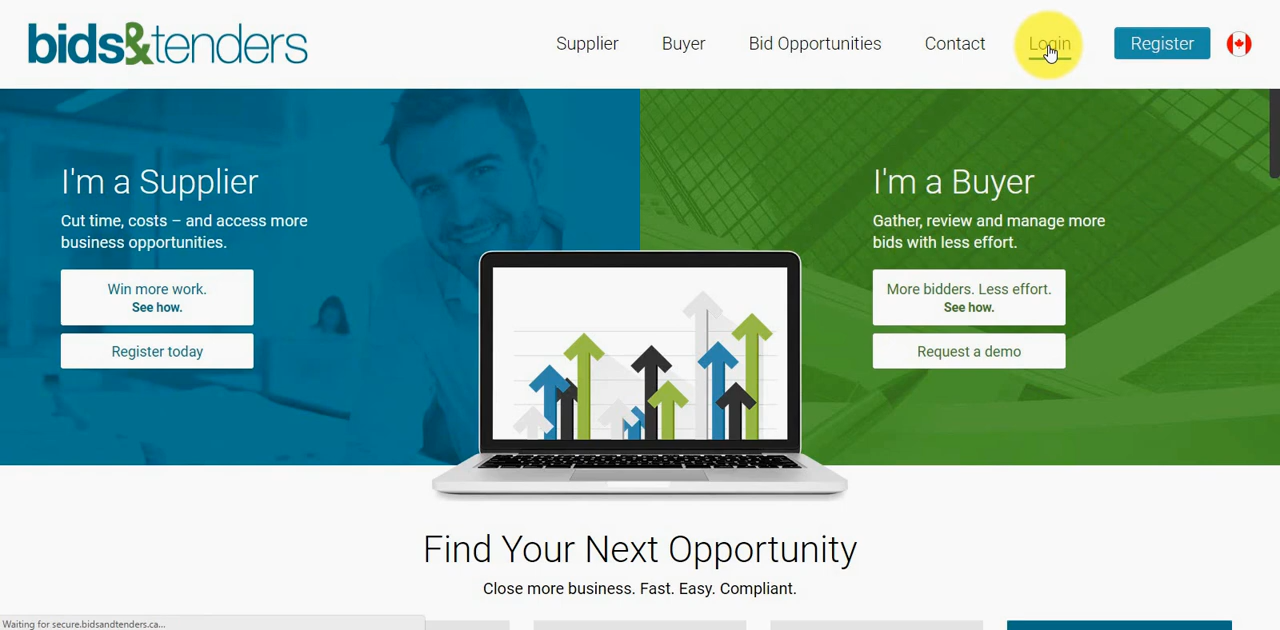 bids&tenders
Supplier
Buyer
Bid Opportunities
Contact
Login
Register
I'm a Supplier
Cut time, costs – and access more
business opportunities.
Win more work.
See how.
Register today
I'm a Buyer
Gather, review and manage more
bids with less effort.
More bidders. Less effort.
See how.
Request a demo
Find Your Next Opportunity
Close more business. Fast. Easy. Compliant.
Waiting for secure.bidsandtenders.ca...